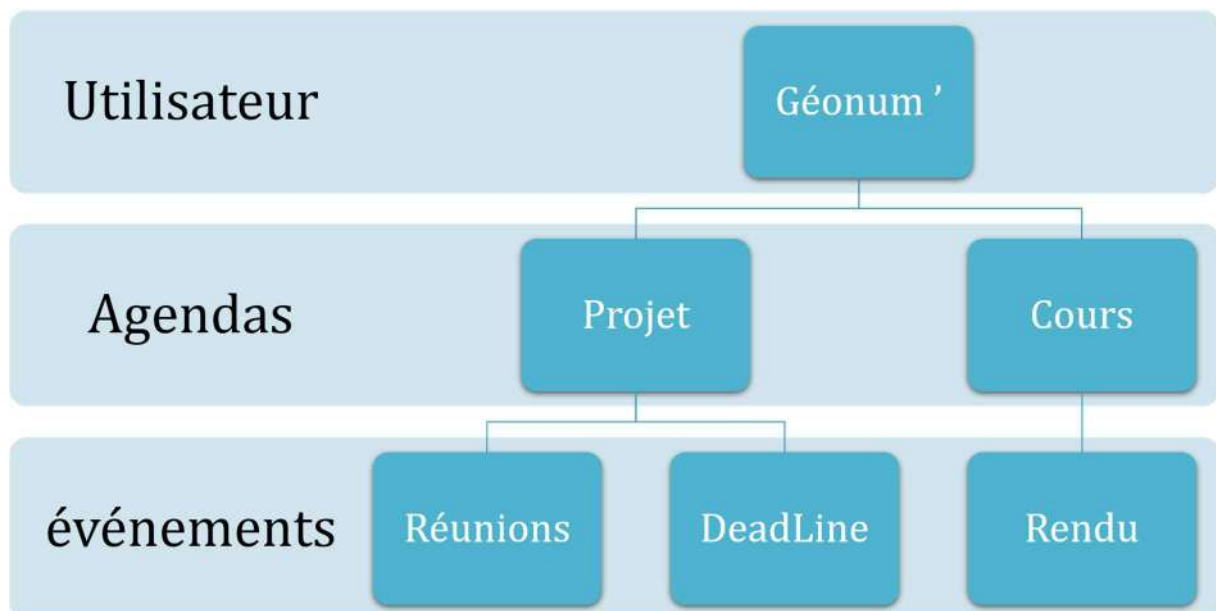 Utilisateur
Géonum ’
Agendas
Projet
Cours
événements
Réunions
DeadLine
Rendu